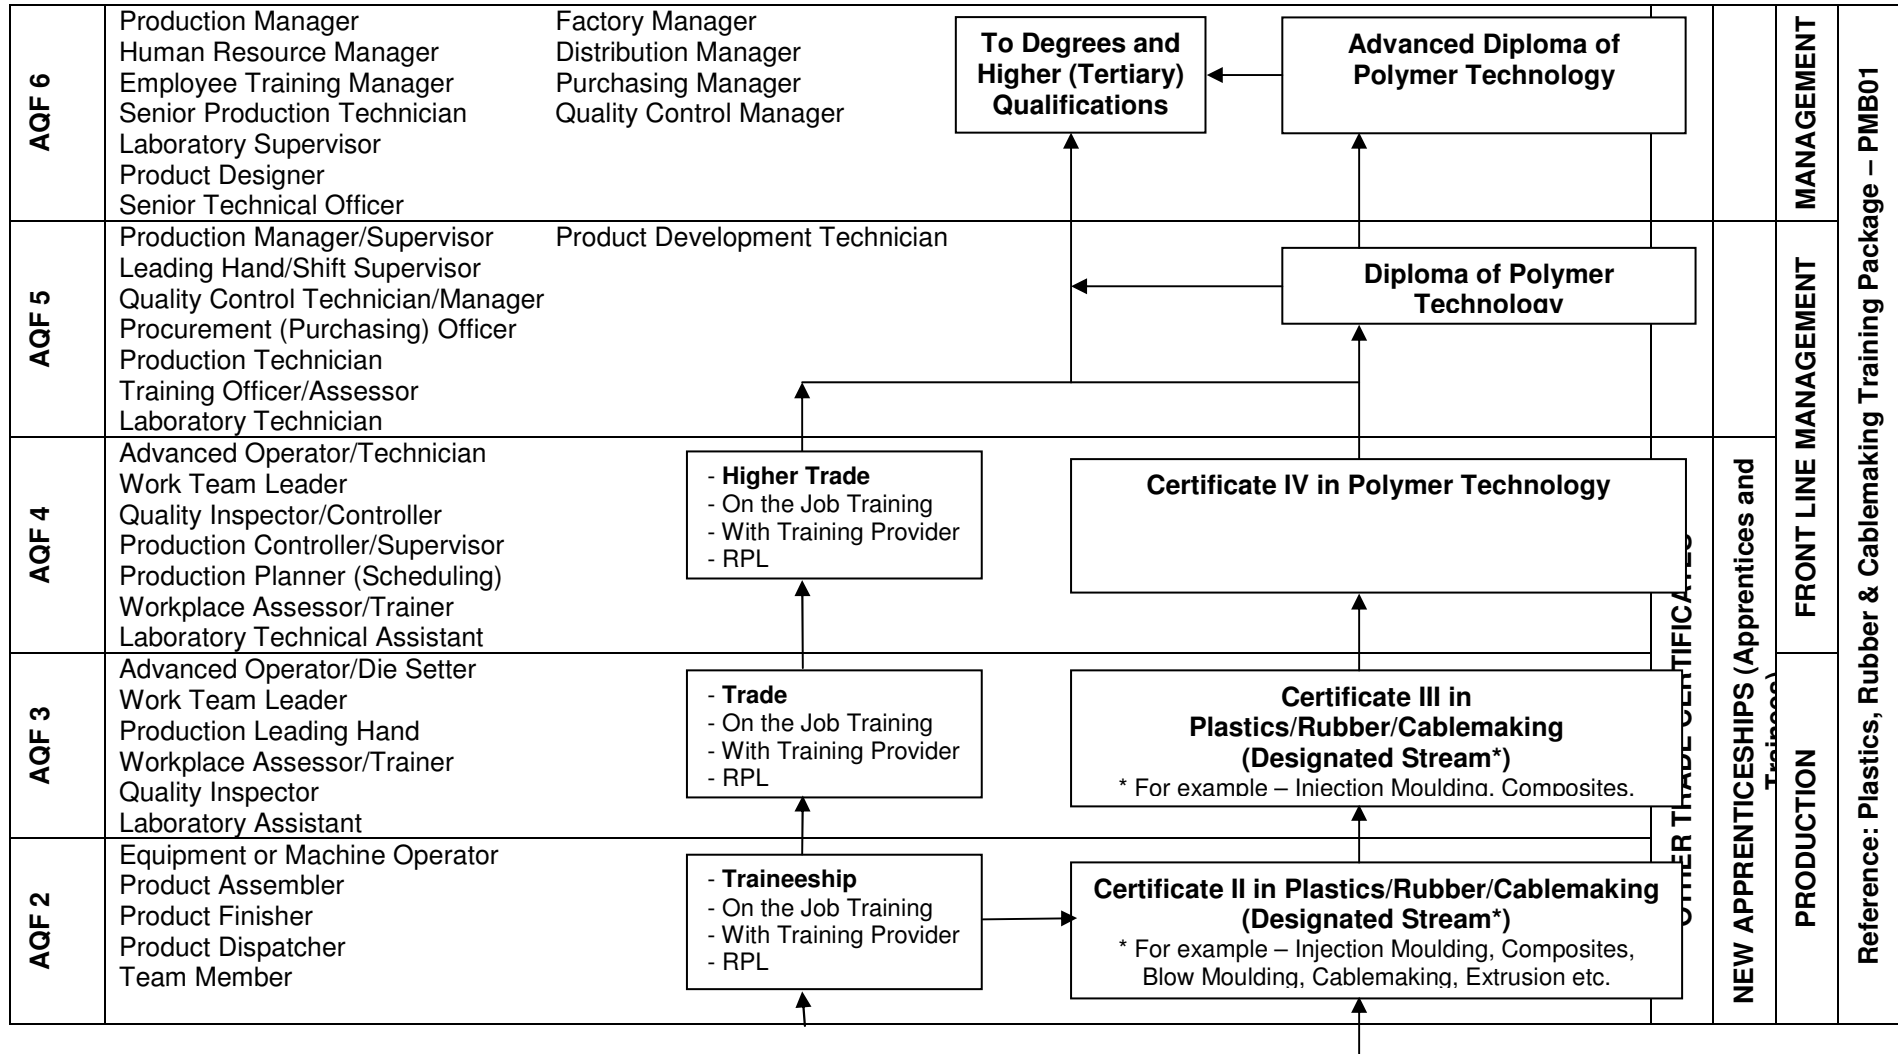 AQF 6
Production Manager
Human Resource Manager
Employee Training Manager
Senior Production Technician
Laboratory Supervisor
Product Designer
Senior Technical Officer
Factory Manager
Distribution Manager
Purchasing Manager
Quality Control Manager
To Degrees and
Higher (Tertiary)
Qualifications
Advanced Diploma of
Polymer Technology
AQF 5
Production Manager/Supervisor
Leading Hand/Shift Supervisor
Quality Control Technician/Manager
Procurement (Purchasing) Officer
Production Technician
Training Officer/Assessor
Laboratory Technician
Product Development Technician
Diploma of Polymer
Technology
AQF 4
Advanced Operator/Technician
Work Team Leader
Quality Inspector/Controller
Production Controller/Supervisor
Production Planner (Scheduling)
Workplace Assessor/Trainer
Laboratory Technical Assistant
- Higher Trade
- On the Job Training
- With Training Provider
- RPL
Certificate IV in Polymer Technology
AQF 3
Advanced Operator/Die Setter
Work Team Leader
Production Leading Hand
Workplace Assessor/Trainer
Quality Inspector
Laboratory Assistant
- Trade
- On the Job Training
- With Training Provider
- RPL
Certificate III in
Plastics/Rubber/Cablemaking
(Designated Stream*)
* For example – Injection Moulding, Composites,
AQF 2
Equipment or Machine Operator
Product Assembler
Product Finisher
Product Dispatcher
Team Member
- Traineeship
- On the Job Training
- With Training Provider
- RPL
Certificate II in Plastics/Rubber/Cablemaking
(Designated Stream*)
* For example – Injection Moulding, Composites,
Blow Moulding, Cablemaking, Extrusion etc.
OTHER TRADE CERTIFICATES
NEW APPRENTICESHIPS (Apprentices and
Trainees)
MANAGEMENT
FRONT LINE MANAGEMENT
PRODUCTION
Reference: Plastics, Rubber & Cablemaking Training Package – PMB01